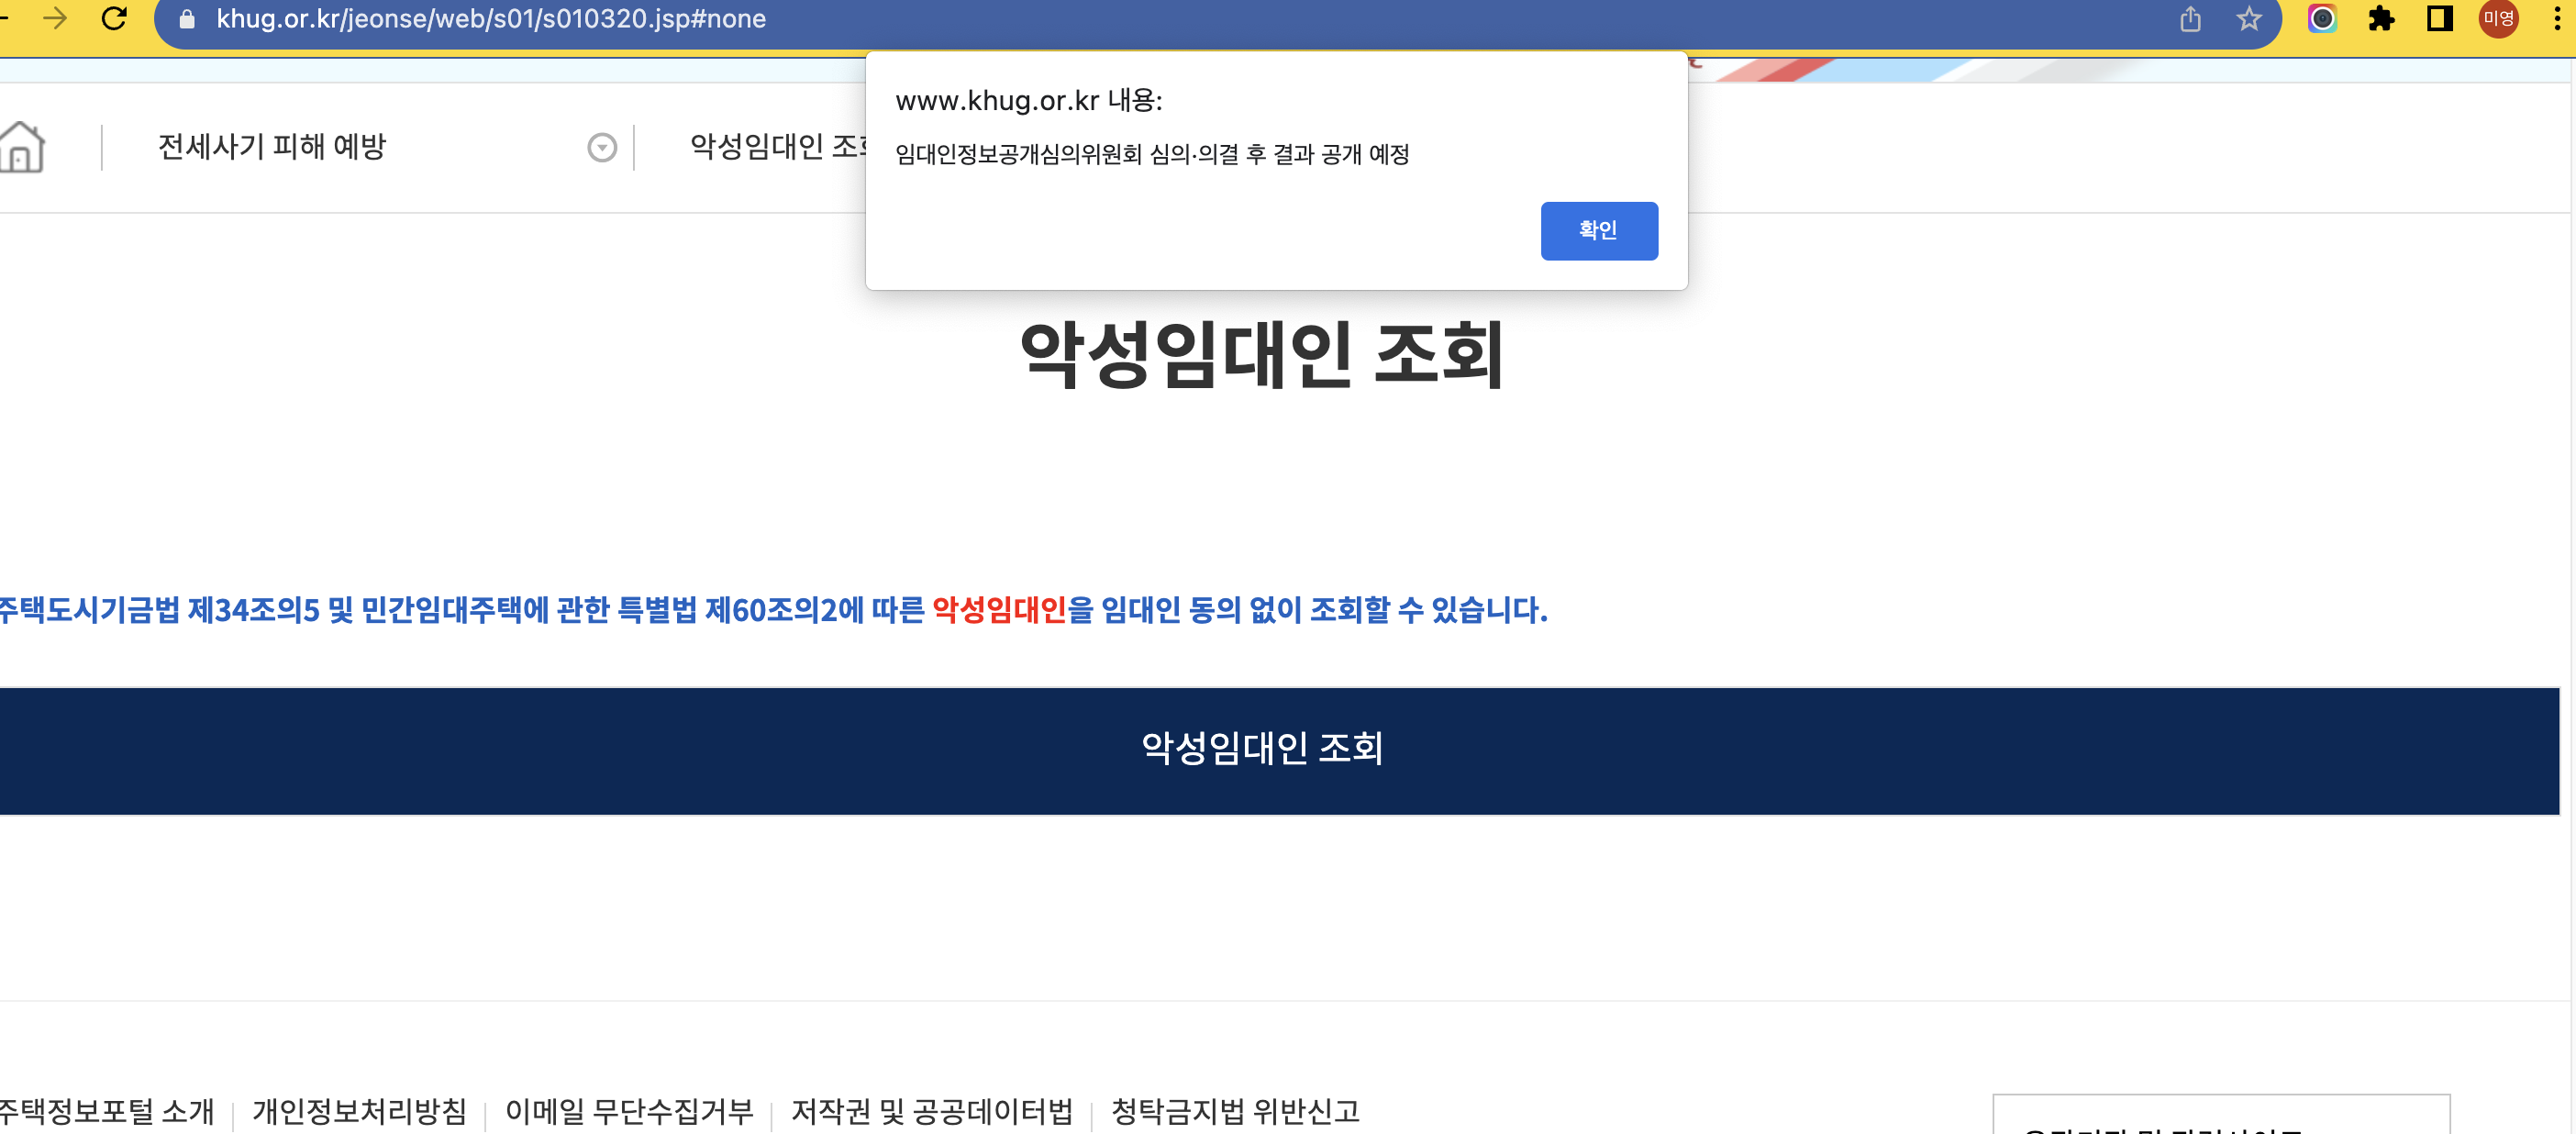 khug.or.kr/jeonse/web/s01/s010320.jsp#none
미영
www.khug.or.kr 내용:
임대인정보공개심의위원회 심의·의결 후 결과 공개 예정
확인
전세사기 피해 예방
악성임대인 조회
악성임대인 조회
주택도시기금법 제34조의5 및 민간임대주택에 관한 특별법 제60조의2에 따른 악성임대인을 임대인 동의 없이 조회할 수 있습니다.
악성임대인 조회
주택정보포털 소개
개인정보처리방침
이메일 무단수집거부
저작권 및 공공데이터법
청탁금지법 위반신고